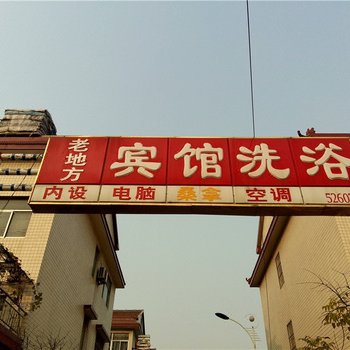 老地方
宾馆洗浴
内设 电脑 桑拿 空调
5260